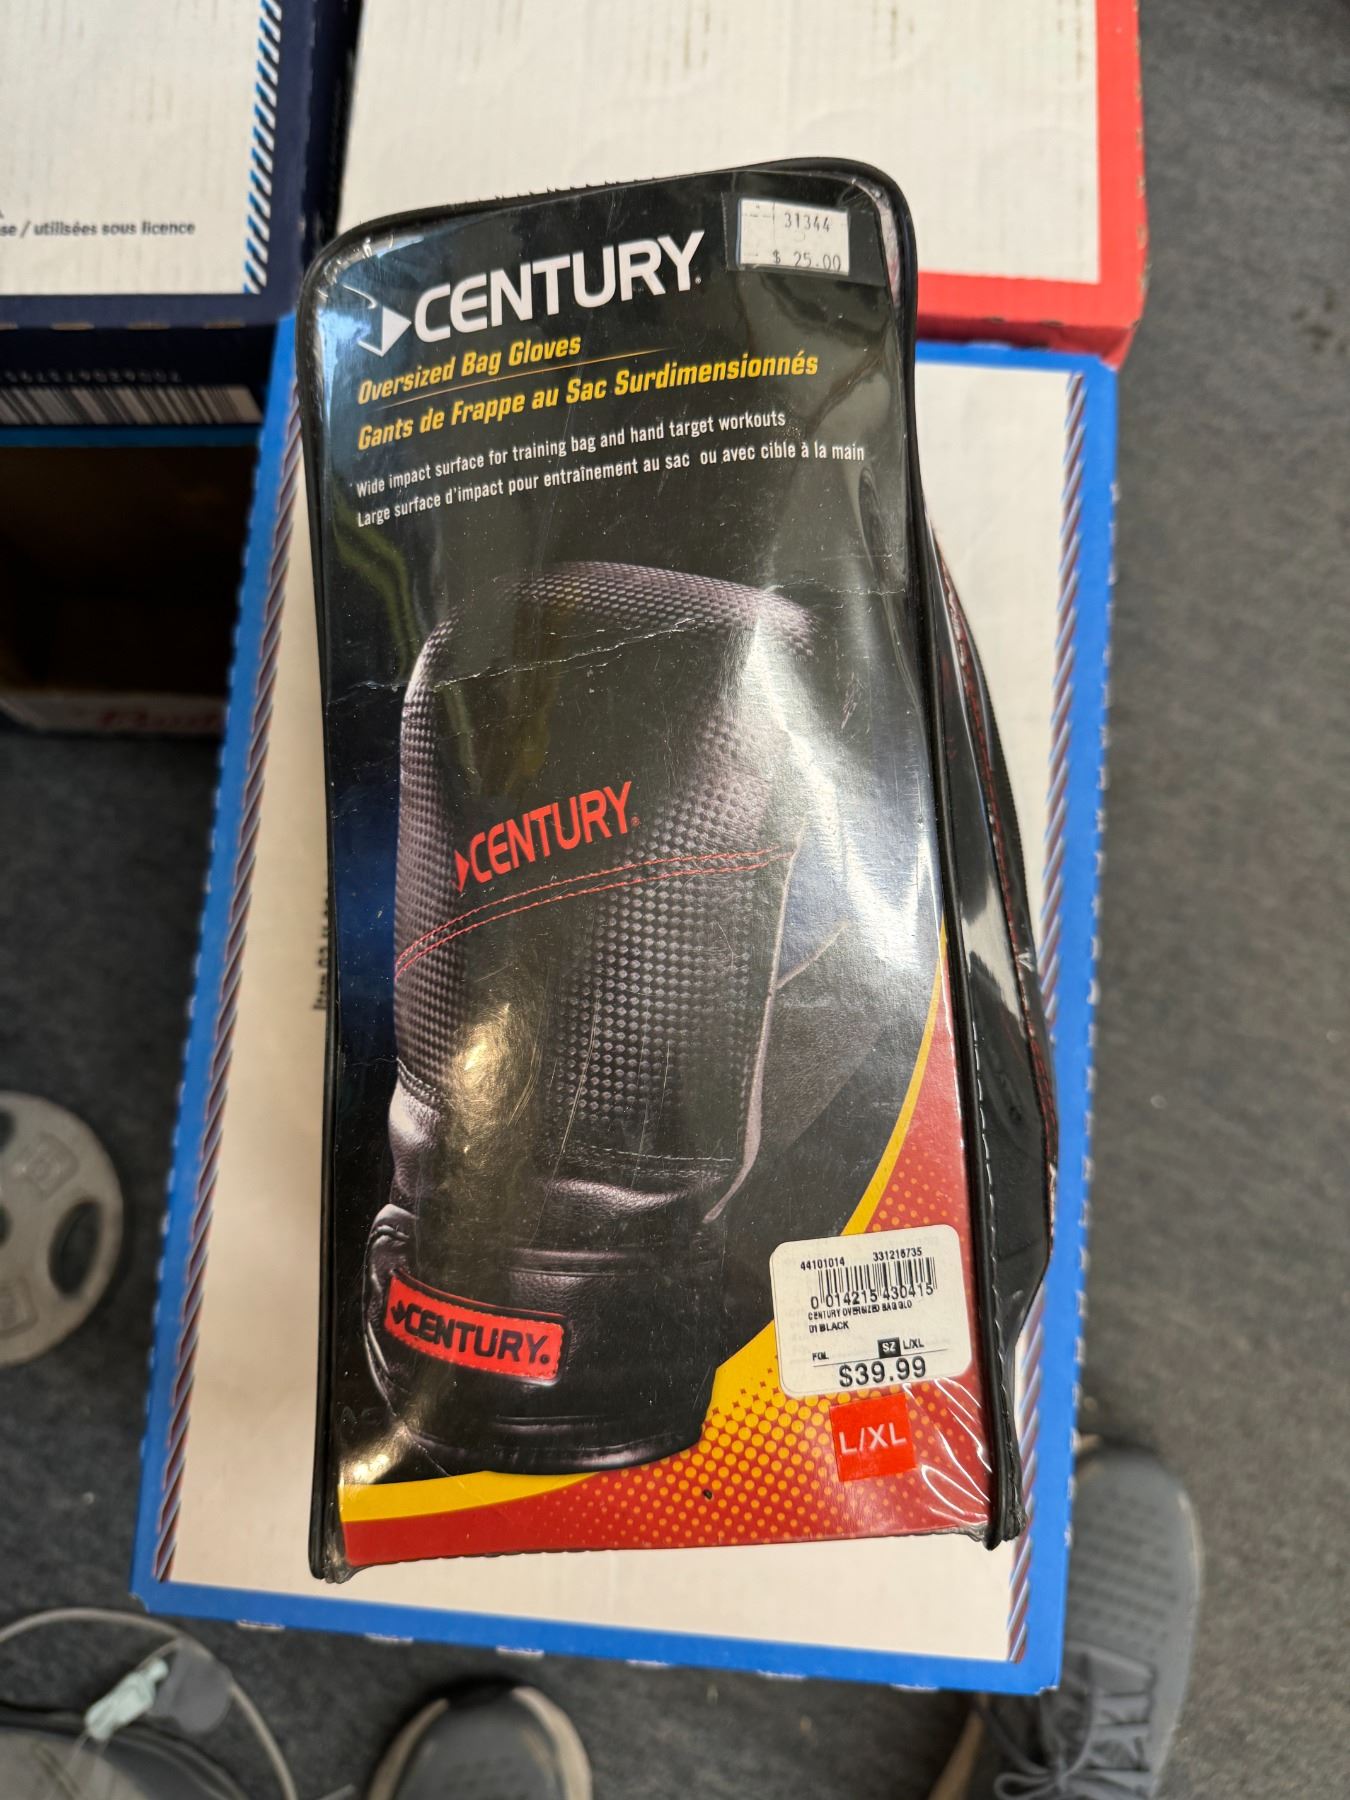 se / utilisées sous licence
31344
$ 25.00
CENTURY®
Oversized Bag Gloves
Gants de Frappe au Sac Surdimensionnés
Wide impact surface for training bag and hand target workouts
Large surface d'impact pour entraînement au sac ou avec cible à la main
CENTURY®
CENTURY®
44101014 331216735
0 014215 430415
CENTURY OVERSIZED BAG GLO
01 BLACK
SZ L/XL
$39.99
L/XL